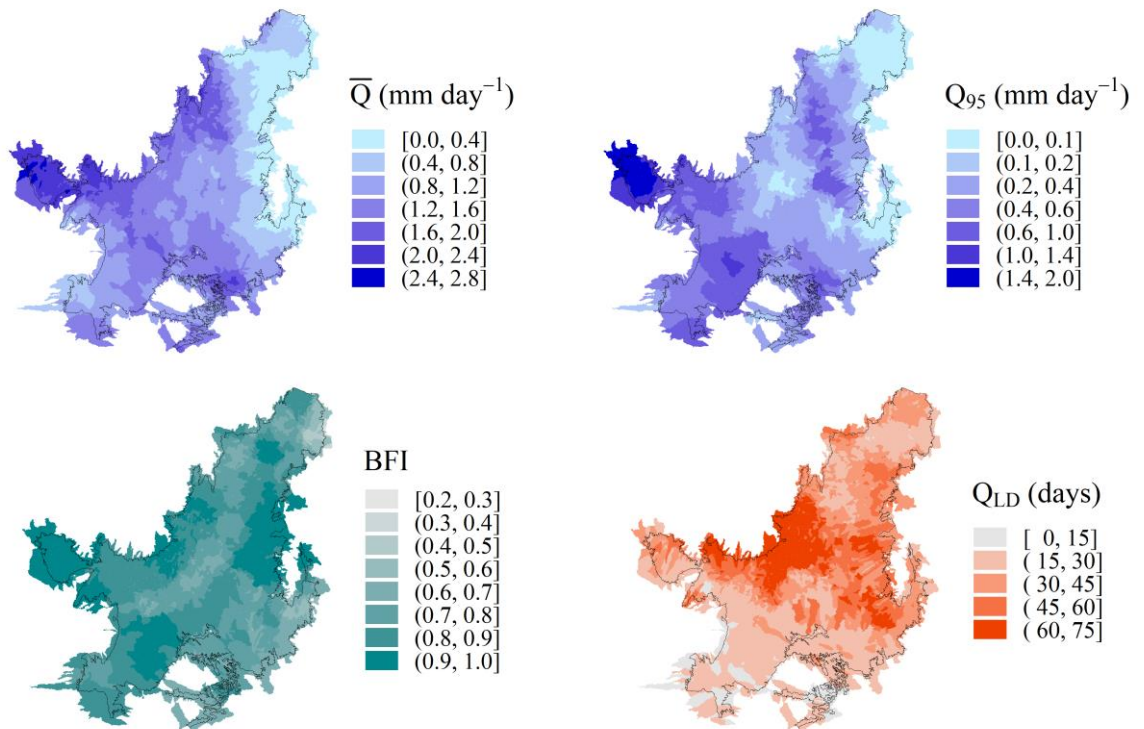 Q̅ (mm day⁻¹)
[0.0, 0.4]
(0.4, 0.8]
(0.8, 1.2]
(1.2, 1.6]
(1.6, 2.0]
(2.0, 2.4]
(2.4, 2.8]
Q₉₅ (mm day⁻¹)
[0.0, 0.1]
(0.1, 0.2]
(0.2, 0.4]
(0.4, 0.6]
(0.6, 1.0]
(1.0, 1.4]
(1.4, 2.0]
BFI
[0.2, 0.3]
(0.3, 0.4]
(0.4, 0.5]
(0.5, 0.6]
(0.6, 0.7]
(0.7, 0.8]
(0.8, 0.9]
(0.9, 1.0]
Q_LD (days)
[ 0, 15]
( 15, 30]
( 30, 45]
( 45, 60]
( 60, 75]